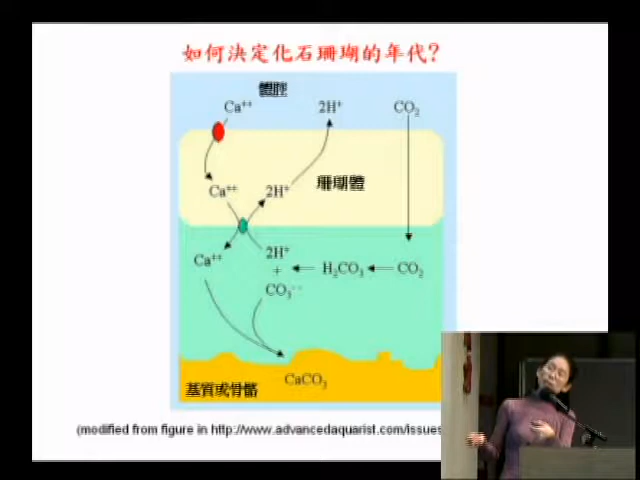 如何決定化石珊瑚的年代?
體腔
Ca++ 2H+ CO2
珊瑚體
Ca++ 2H+
2H+
Ca++ + H2CO3 CO2
CO3--
CaCO3
基質或骨骼
(modified from figure in http://www.advancedaquarist.com/issues